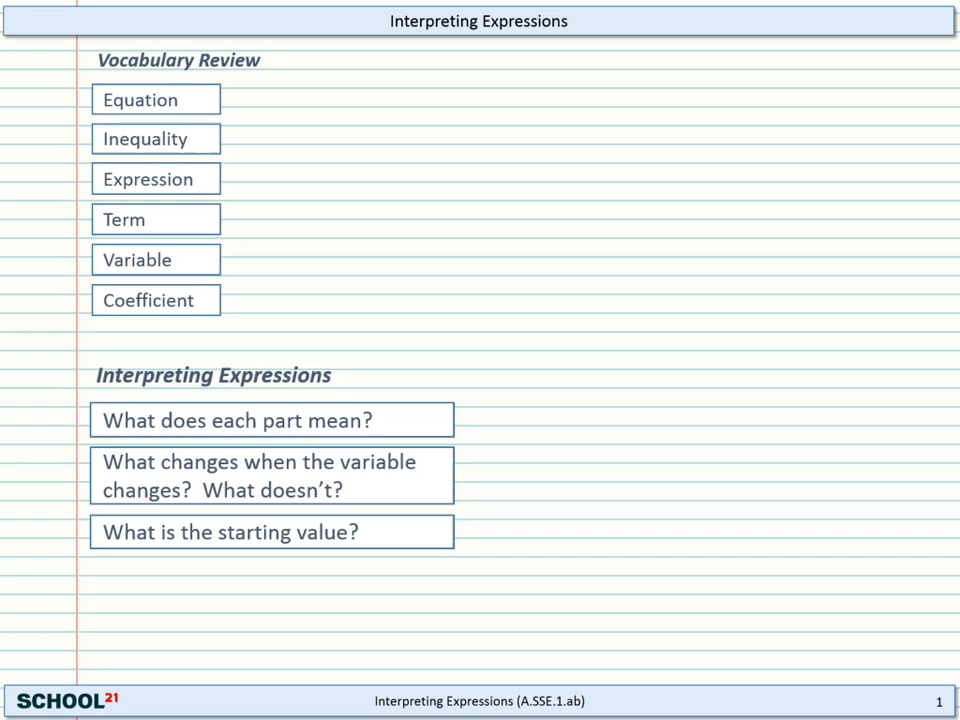 Interpreting Expressions
Vocabulary Review
Equation
Inequality
Expression
Term
Variable
Coefficient
Interpreting Expressions
What does each part mean?
What changes when the variable
changes?  What doesn't?
What is the starting value?
SCHOOL21
Interpreting Expressions (A.SSE.1.ab)
1